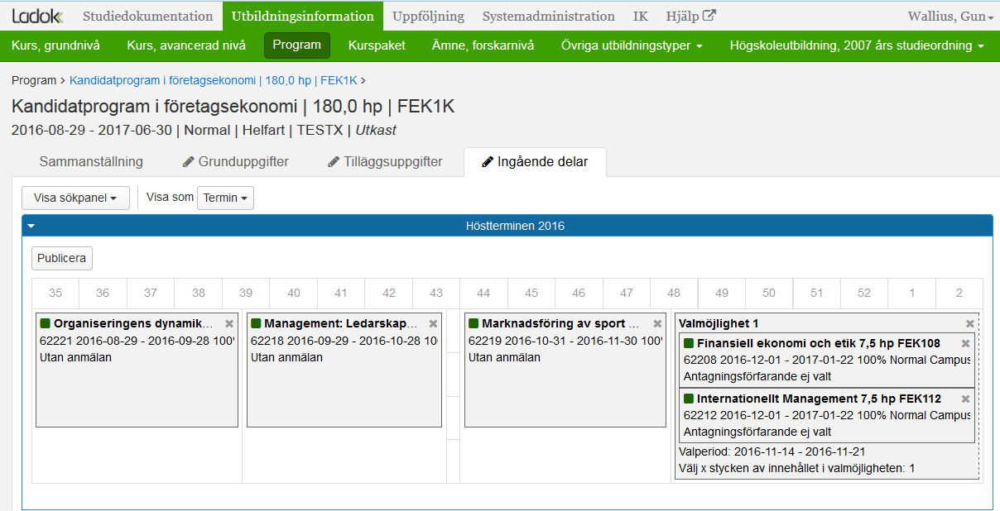 Ladok Studiedokumentation Utbildningsinformation Uppföljning Systemadministration IK Hjälp Wallius, Gun
Kurs, grundnivå Kurs, avancerad nivå Program Kurspaket Ämne, forskarnivå Övriga utbildningstyper Högskoleutbildning, 2007 års studieordning
Program > Kandidatprogram i företagsekonomi | 180,0 hp | FEK1K >
Kandidatprogram i företagsekonomi | 180,0 hp | FEK1K
2016-08-29 - 2017-06-30 | Normal | Helfart | TESTX | Utkast
Sammanställning Grunduppgifter Tilläggsuppgifter Ingående delar
Visa sökpanel Visa som Termin
Höstterminen 2016
Publicera
35 36 37 38 39 40 41 42 43 44 45 46 47 48 49 50 51 52 1 2
Organiseringens dynamik...
62221 2016-08-29 - 2016-09-28 100%
Utan anmälan
Management: Ledarskap...
62218 2016-09-29 - 2016-10-28 10
Utan anmälan
Marknadsföring av sport ...
62219 2016-10-31 - 2016-11-30 100%
Utan anmälan
Valmöjlighet 1
Finansiell ekonomi och etik 7,5 hp FEK108
62208 2016-12-01 - 2017-01-22 100% Normal Campus
Antagningsförfarande ej valt
Internationellt Management 7,5 hp FEK112
62212 2016-12-01 - 2017-01-22 100% Normal Campus
Antagningsförfarande ej valt
Valperiod: 2016-11-14 - 2016-11-21
Välj x stycken av innehållet i valmöjligheten: 1